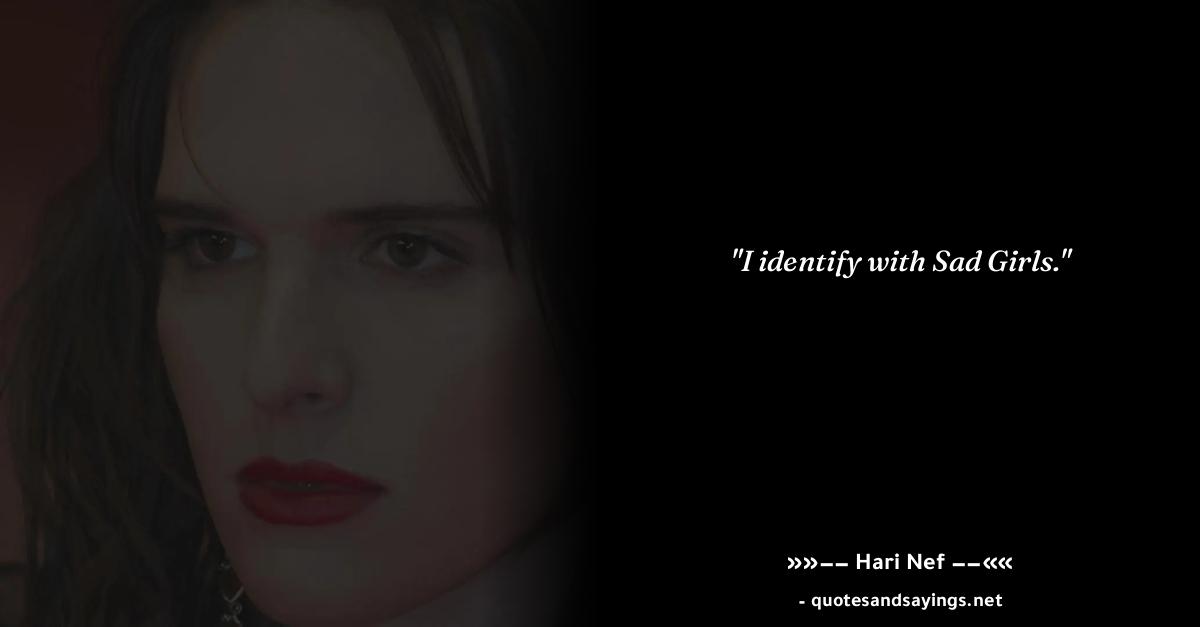 "I identify with Sad Girls."
»»−− Hari Nef −−««
- quotesandsayings.net